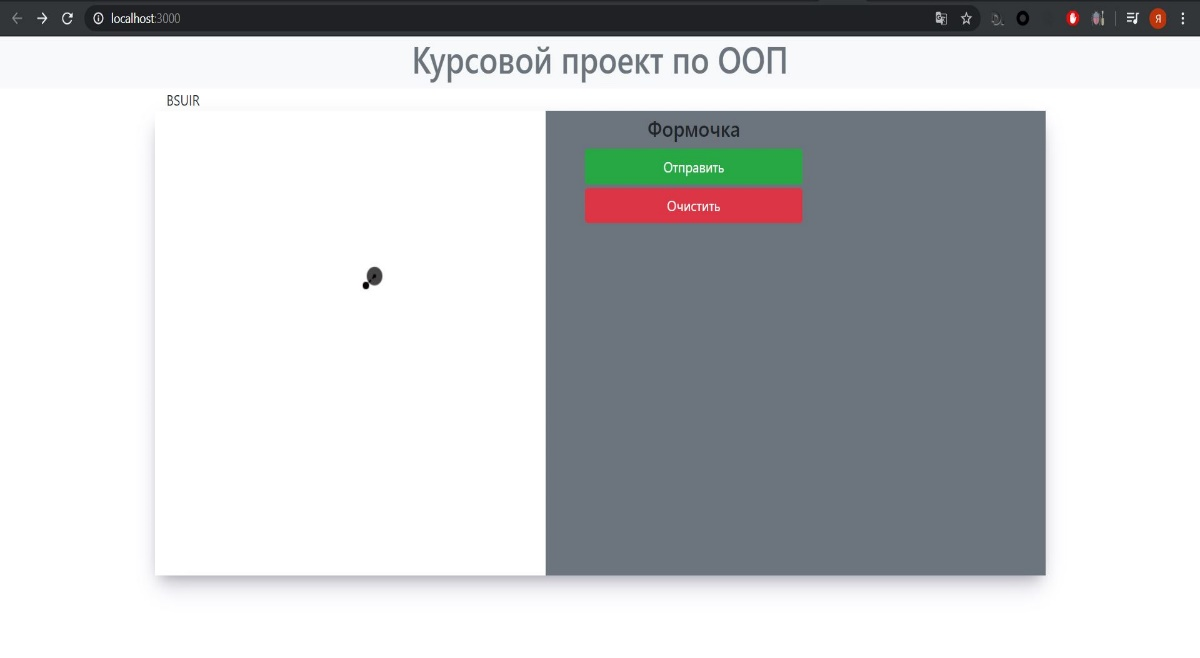 localhost:3000
Я
Курсовой проект по ООП
BSUIR
Формочка
Отправить
Очистить